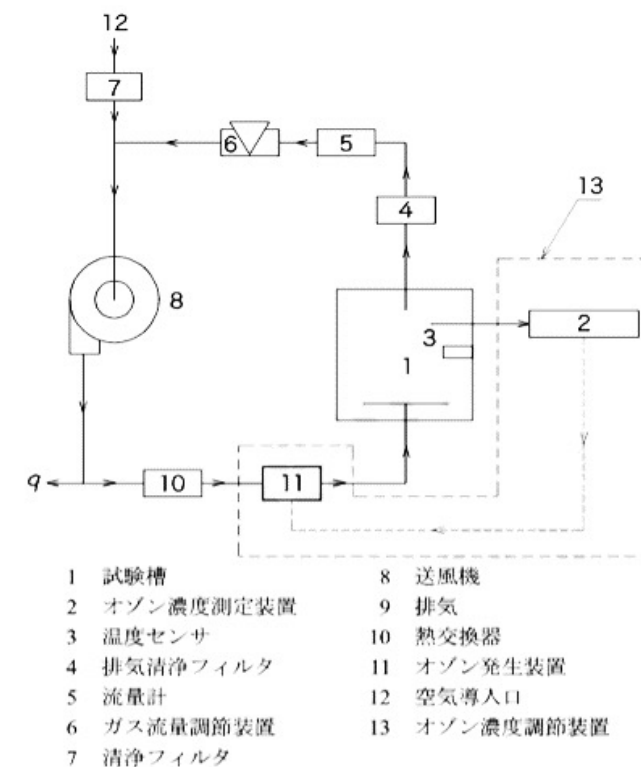 12
7
6
5
4
13
8
3
2
1
9
10
11
1 試験槽
2 オゾン濃度測定装置
3 温度センサ
4 排気清浄フィルタ
5 流量計
6 ガス流量調節装置
7 清浄フィルタ
8 送風機
9 排気
10 熱交換器
11 オゾン発生装置
12 空気導入口
13 オゾン濃度調節装置